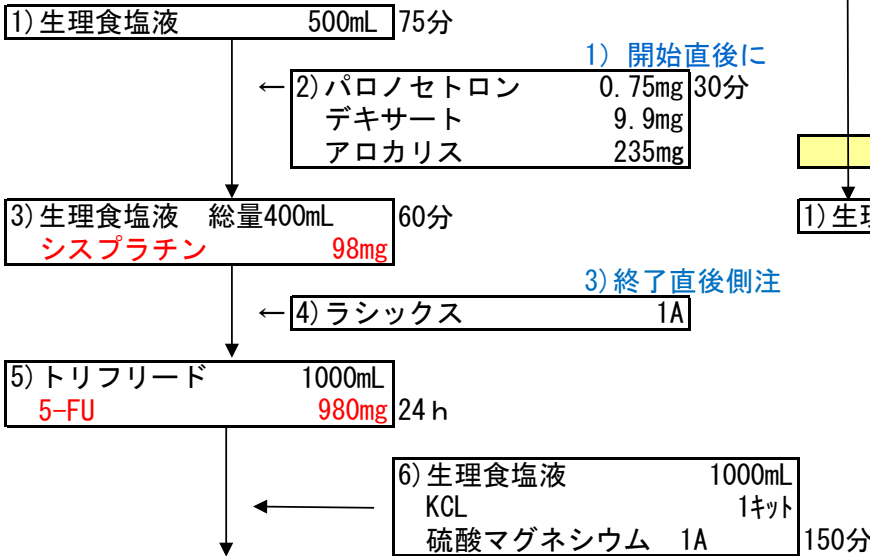 1)生理食塩液 500mL 75分
1) 開始直後に
←2)パロノセトロン 0.75mg 30分
デキサート 9.9mg
アロカリス 235mg
3)生理食塩液 総量400mL 60分
シスプラチン 98mg
1)生理
3)終了直後側注
←4)ラシックス 1A
5)トリフリード 1000mL
5-FU 980mg 24ｈ
6)生理食塩液 1000mL
KCL 1ｷｯﾄ
硫酸マグネシウム 1A 150分